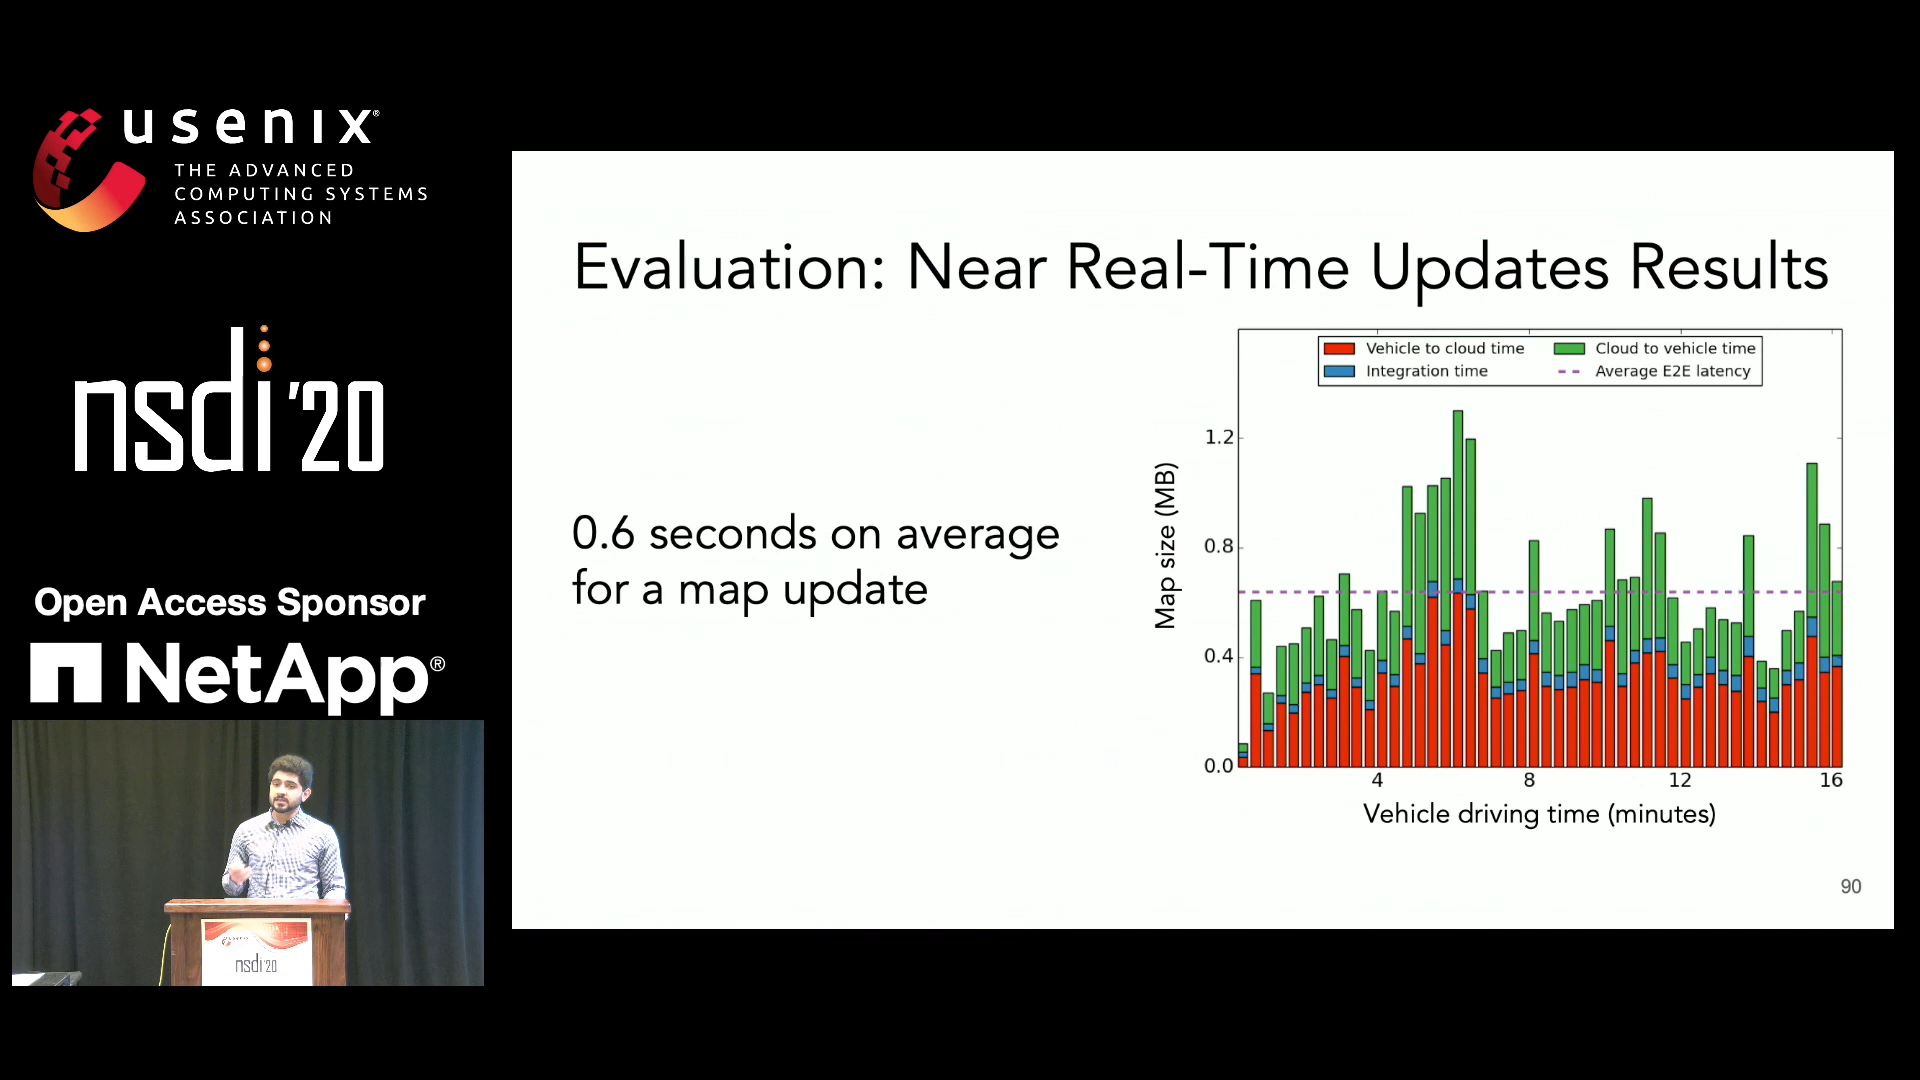 usenix®
THE ADVANCED
COMPUTING SYSTEMS
ASSOCIATION
nsdi '20
Open Access Sponsor
NetApp®
usenix
nsdi '20
Evaluation: Near Real-Time Updates Results
0.6 seconds on average
for a map update
Vehicle to cloud time
Cloud to vehicle time
Integration time
Average E2E latency
Map size (MB)
1.2
0.8
0.4
0.0
4
8
12
16
Vehicle driving time (minutes)
90